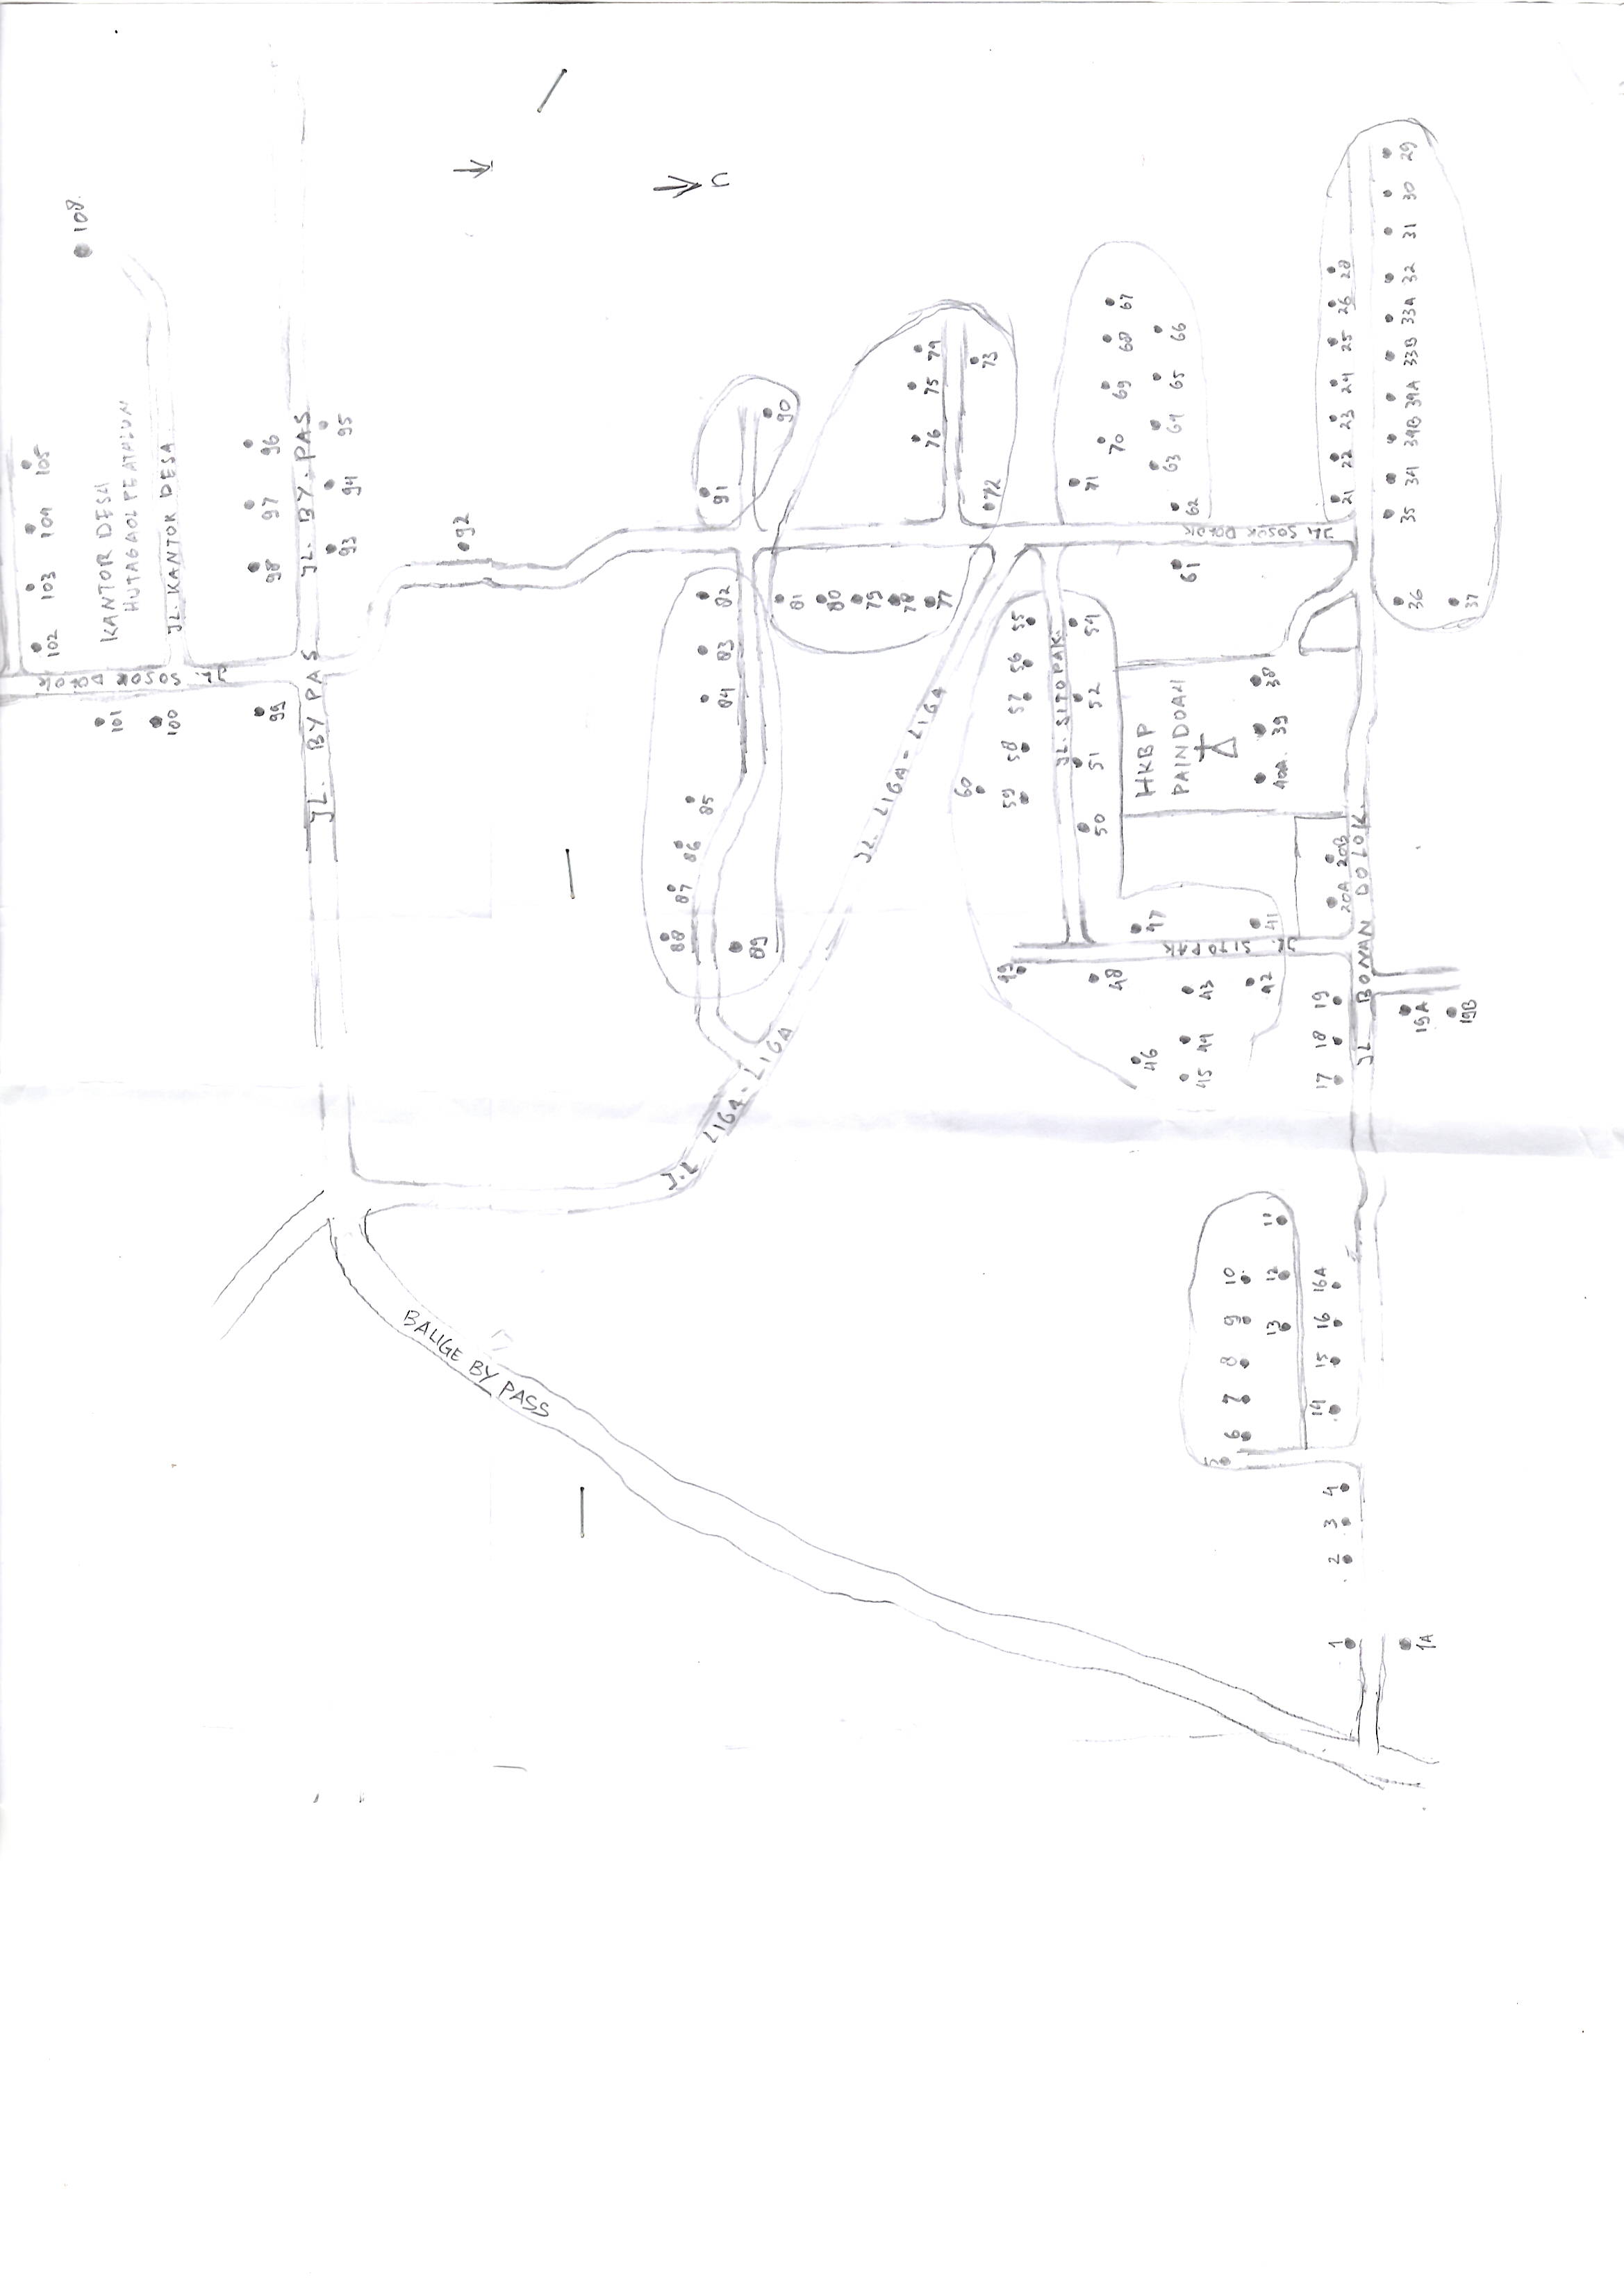 37
19B
19A
1A
29 30 31 32 33A 33B 34A 34B 34 35 36
JL BONAN DOLOK.
28 26 25 24 23 22 21
20B 20A
19 18 17
16A 16 15 14
4 3 2 1
JL SOSOR DOLOK
JL. SITOPAK
38 39 40A
11 12 13
10 9 8 7 6
41 42
43 44 45
46
47
48
49
HKBP
PAINDOAN
61
62 63 64 65 66
67 68 69 70
71
54 52 51 50
JL. SITOPAK
55 56 57 58 59
60
72
73
74 75 76
77
78
79
80
81
JL. LIGA - LIGA
JL LIGA - LIGA
90
91
82 83 84
85 86 87 88
89
U
92
BALIGE BY PASS
95 94 93
JL. BY. PAS
JL. BY PAS
96 97 98
99
JL. SOSOR DOLOK
JL. KANTOR DESA
KANTOR DESA
HUTAGAOL PEATALUN
100
101
108
105 104 103 102